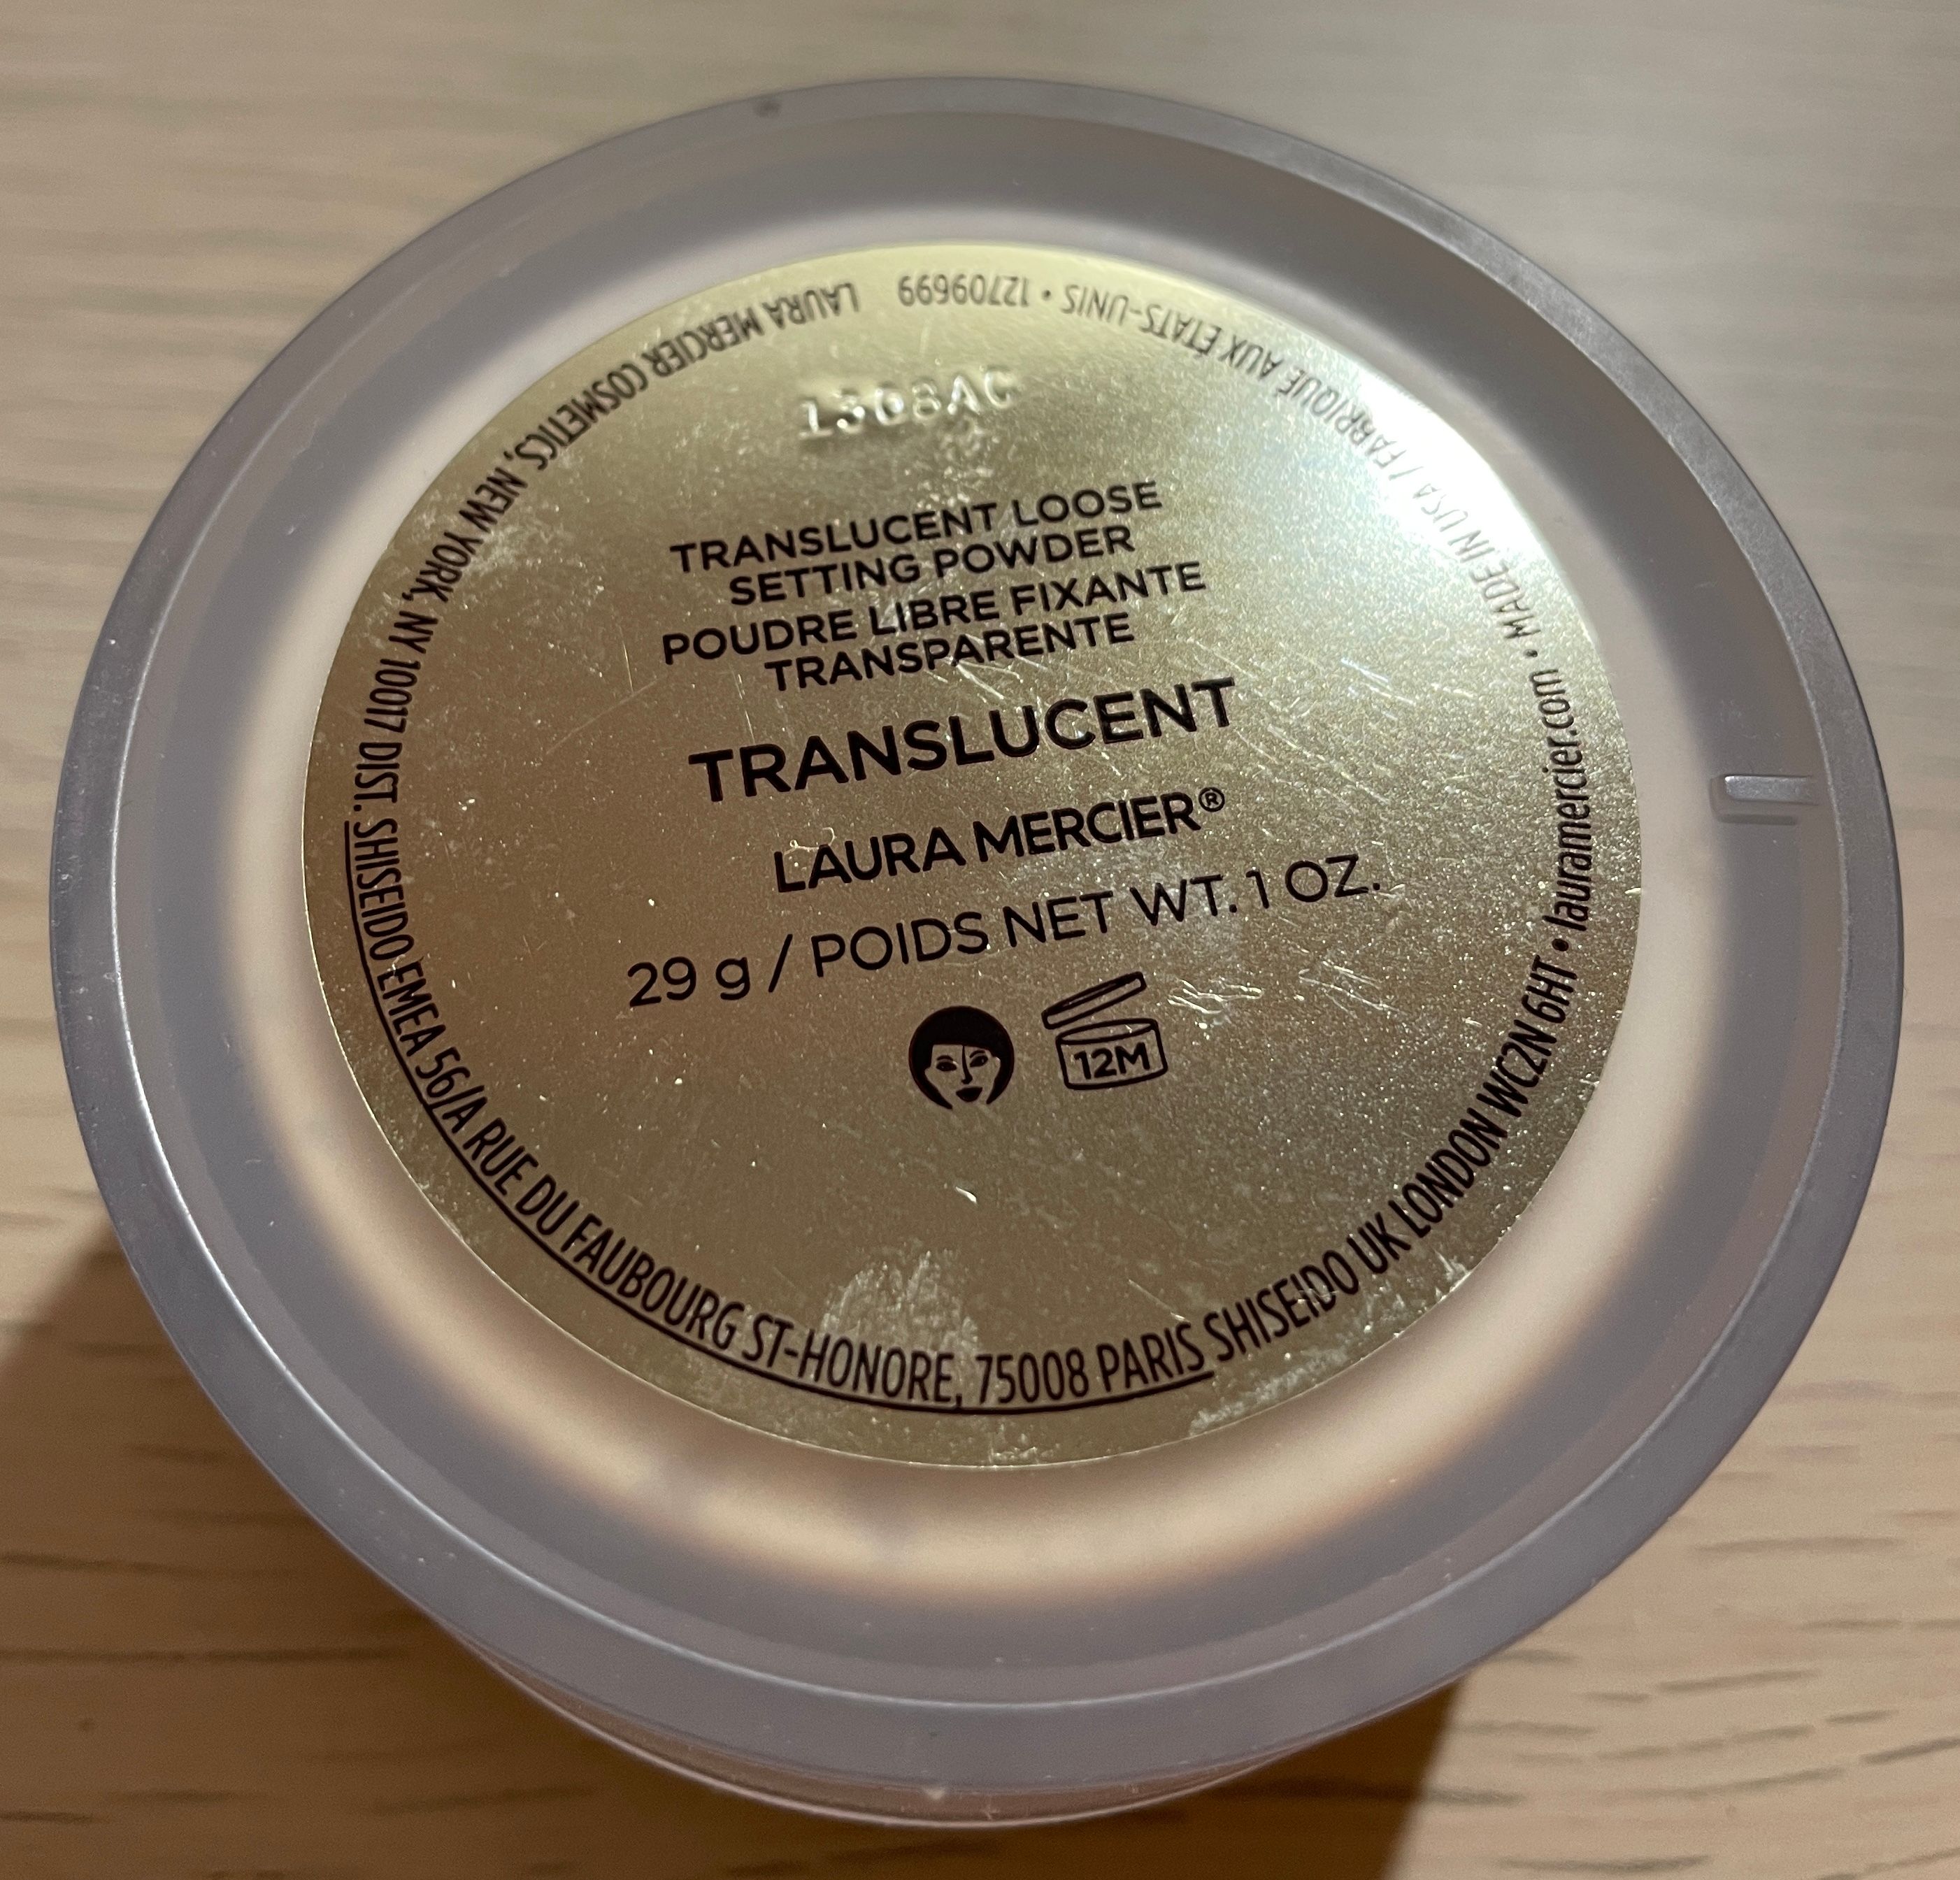 1308AC
TRANSLUCENT LOOSE
SETTING POWDER
POUDRE LIBRE FIXANTE
TRANSPARENTE
TRANSLUCENT
LAURA MERCIER®
29 g / POIDS NET WT. 1 OZ.
12M
LAURA MERCIER COSMETICS, NEW YORK, NY 10017 DIST. SHISEIDO EMEA 56/A RUE DU FAUBOURG ST-HONORE, 75008 PARIS SHISEIDO UK LONDON WC2N 6HT • lauramercier.com • MADE IN USA / FABRIQUÉ AUX ÉTATS-UNIS • 12709699